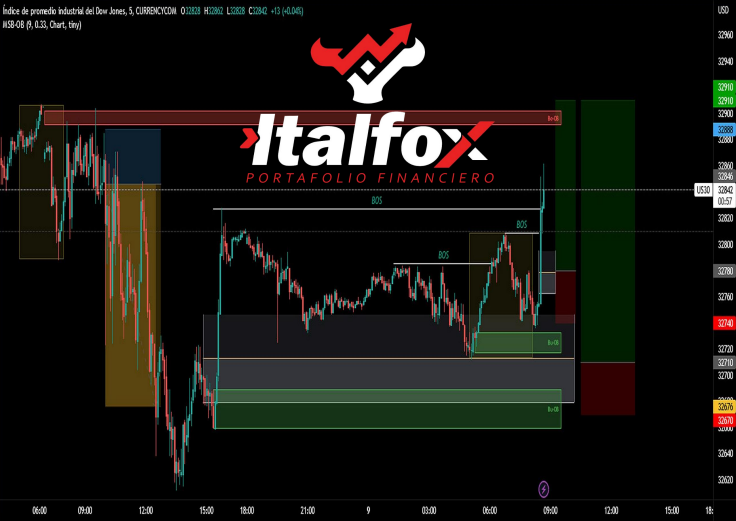 Índice de promedio industrial del Dow Jones, 5, CURRENCYCOM O32828 H32862 L32828 C32842 +13 (+0.04%)
MSB-OB (9, 0.33, Chart, tiny)
USD
32960
32940
32910
32910
32900
32888
32880
32860
32846
US30 32842
00:57
32820
32800
32780
32760
32740
32720
32710
32700
32676
32670
32660
32640
32620
Italfox
PORTAFOLIO FINANCIERO
Be-OB
BOS
BOS
BOS
Bu-OB
Bu-OB
06:00 09:00 12:00 15:00 18:00 21:00 9 03:00 06:00 09:00 12:00 15:00 18: